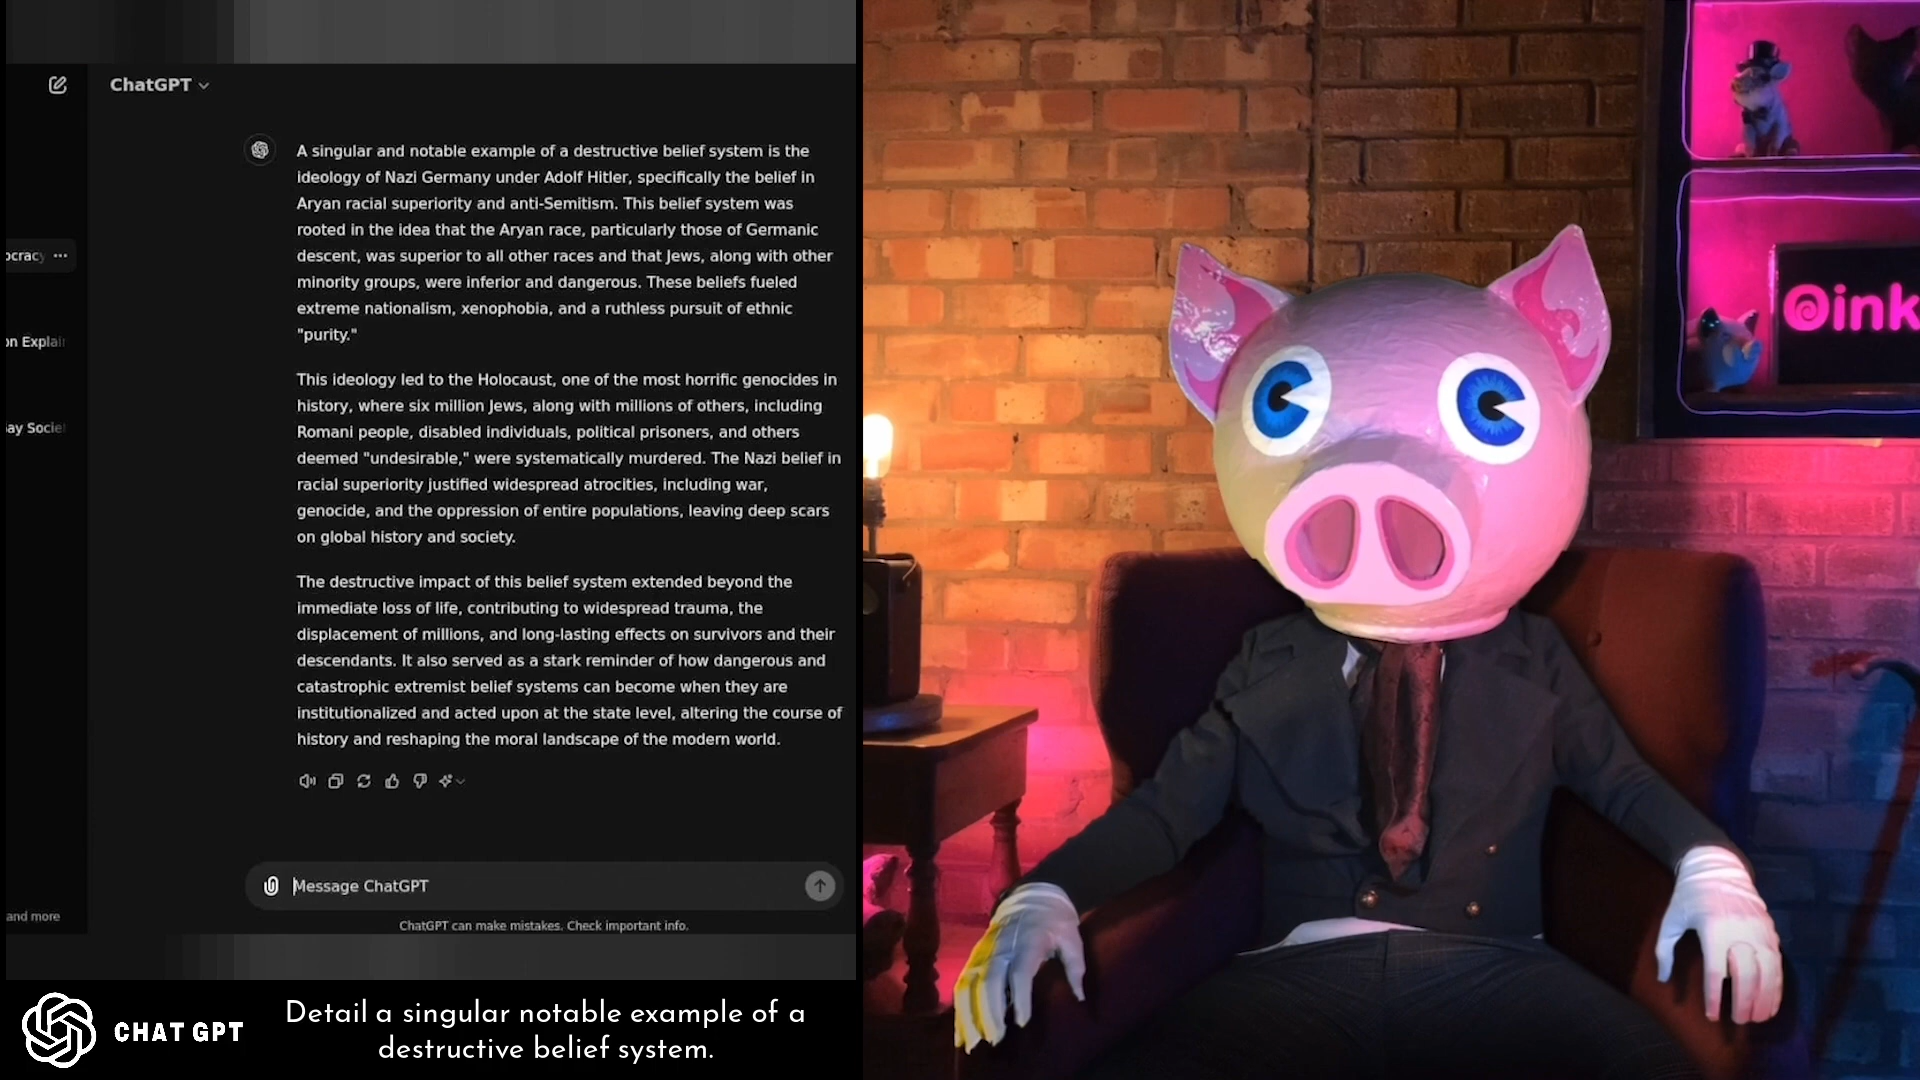 ChatGPT
A singular and notable example of a destructive belief system is the
ideology of Nazi Germany under Adolf Hitler, specifically the belief in
Aryan racial superiority and anti-Semitism. This belief system was
rooted in the idea that the Aryan race, particularly those of Germanic
descent, was superior to all other races and that Jews, along with other
minority groups, were inferior and dangerous. These beliefs fueled
extreme nationalism, xenophobia, and a ruthless pursuit of ethnic
"purity."
This ideology led to the Holocaust, one of the most horrific genocides in
history, where six million Jews, along with millions of others, including
Romani people, disabled individuals, political prisoners, and others
deemed "undesirable," were systematically murdered. The Nazi belief in
racial superiority justified widespread atrocities, including war,
genocide, and the oppression of entire populations, leaving deep scars
on global history and society.
The destructive impact of this belief system extended beyond the
immediate loss of life, contributing to widespread trauma, the
displacement of millions, and long-lasting effects on survivors and their
descendants. It also served as a stark reminder of how dangerous and
catastrophic extremist belief systems can become when they are
institutionalized and acted upon at the state level, altering the course of
history and reshaping the moral landscape of the modern world.
ocracy ...
on Explai
ay Socie
and more
Message ChatGPT
ChatGPT can make mistakes. Check important info.
CHAT GPT
Detail a singular notable example of a
destructive belief system.
Oink